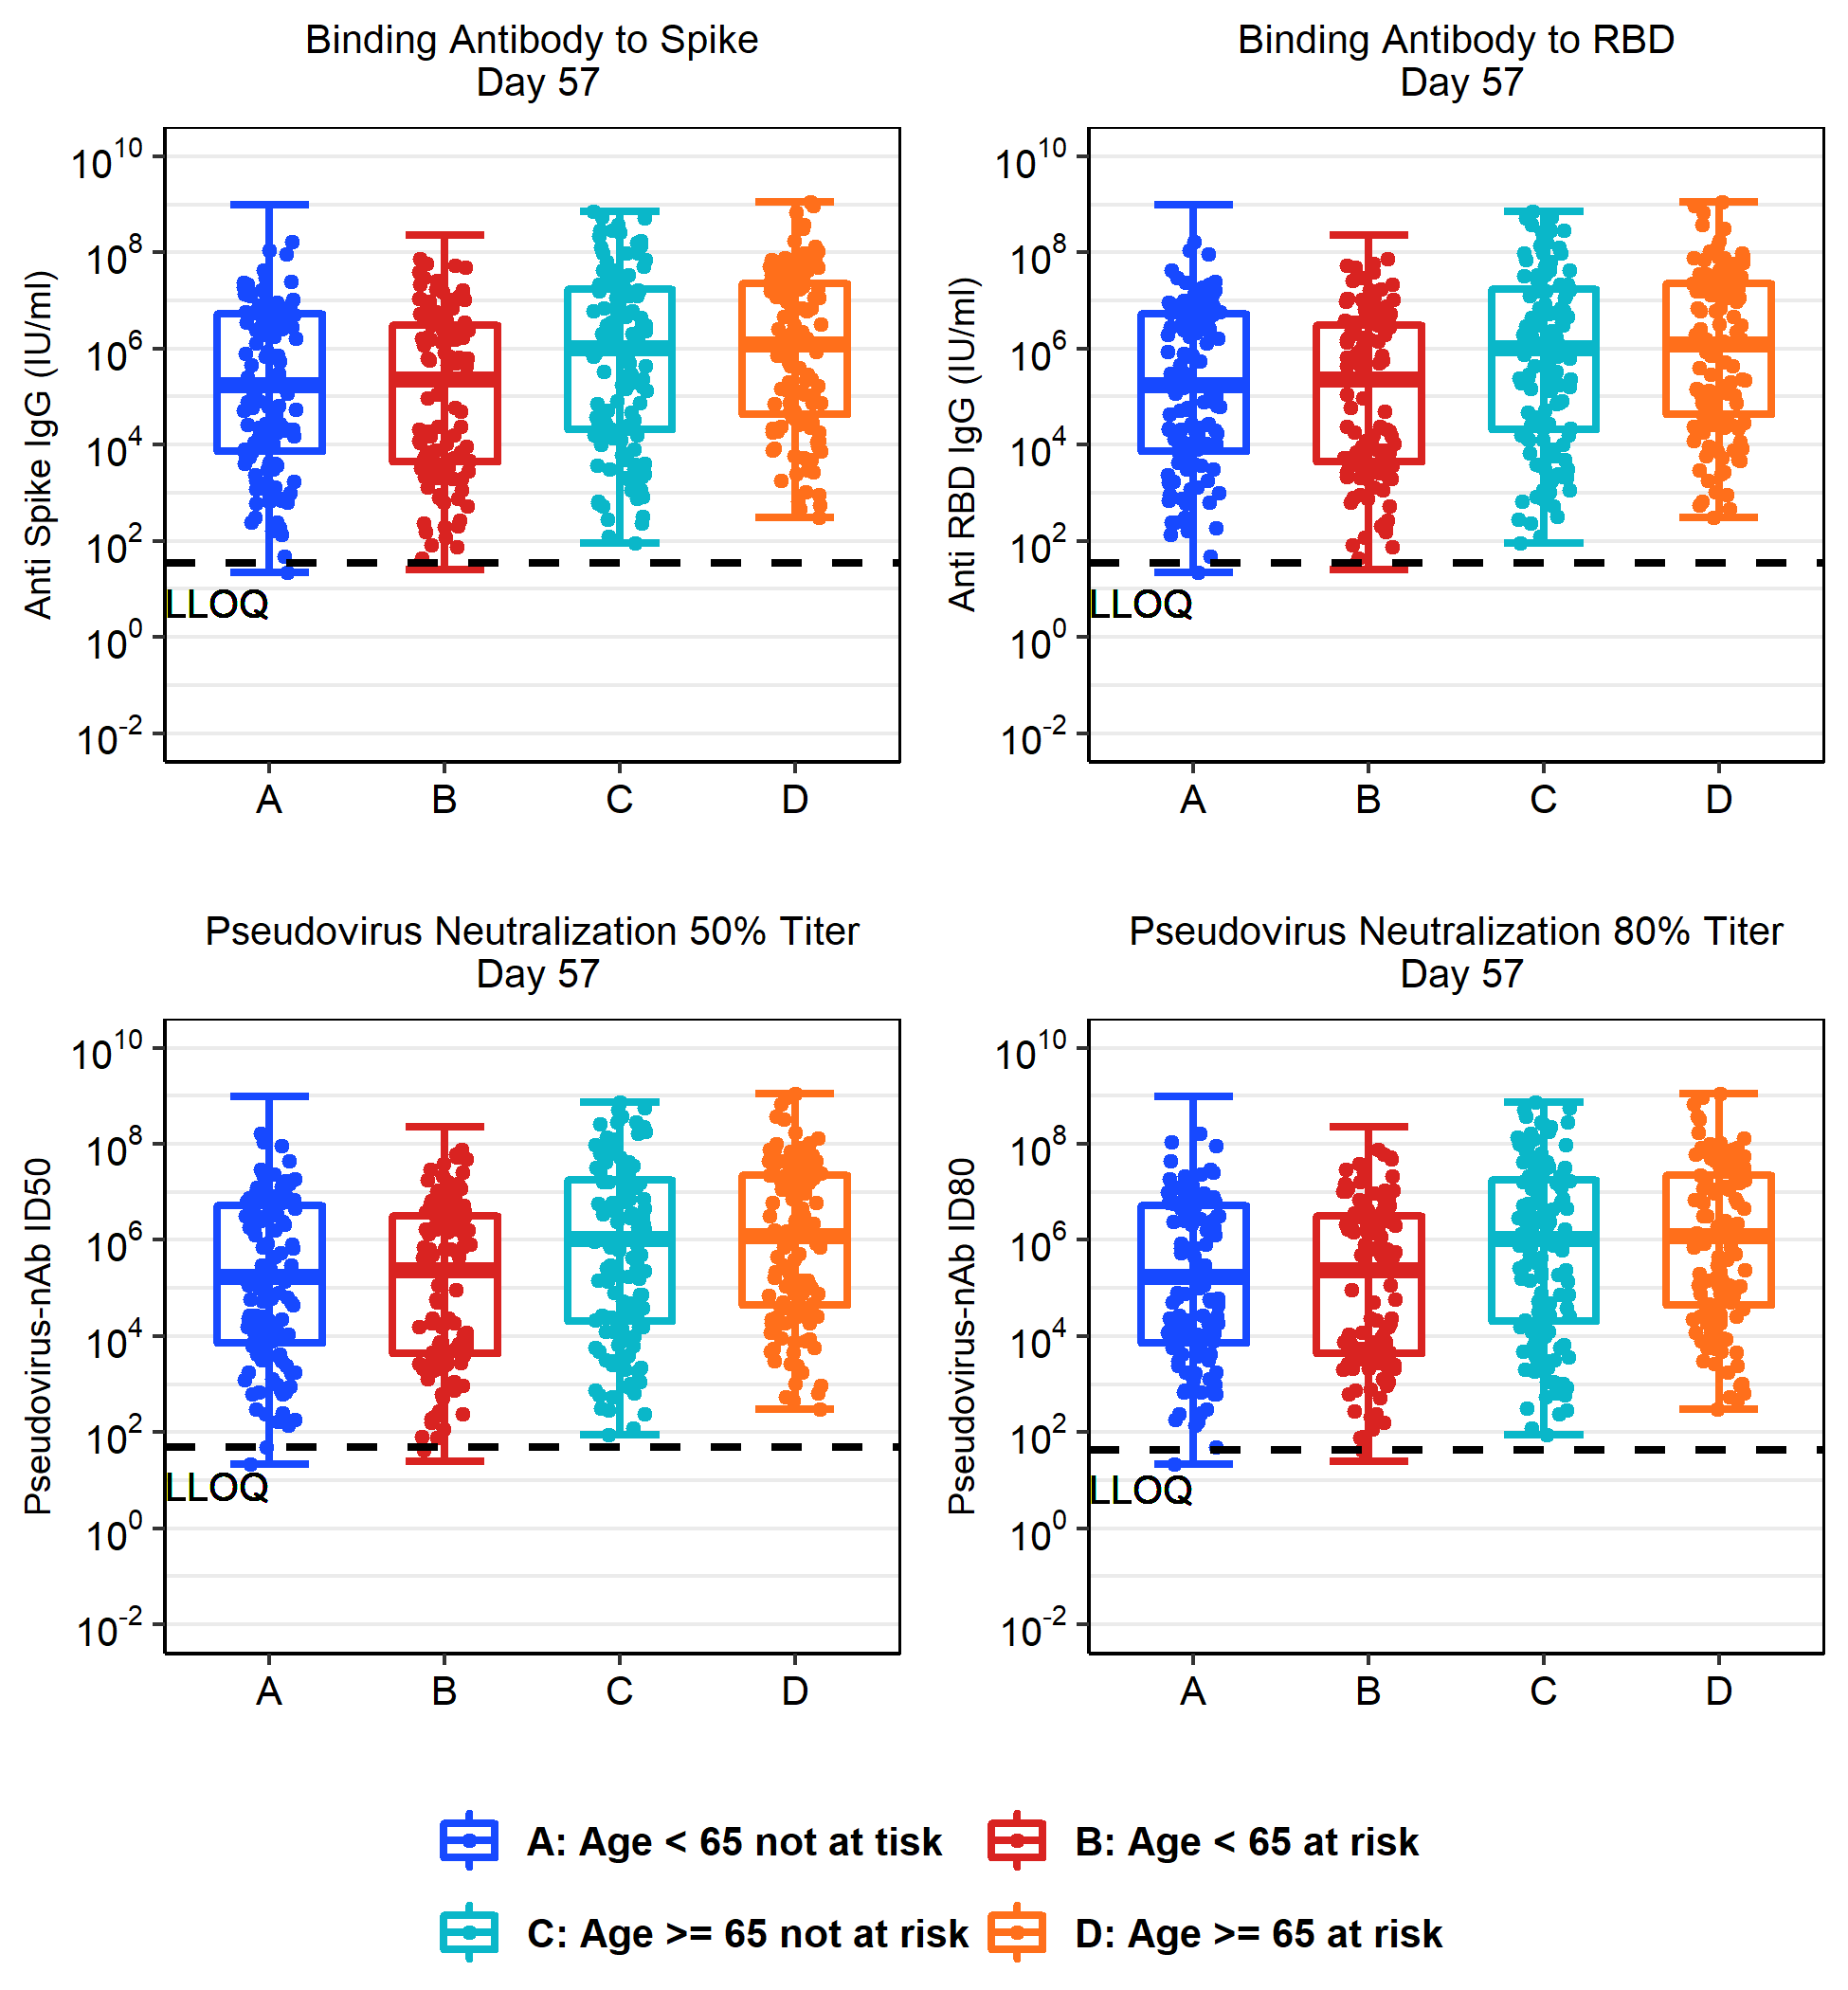 Binding Antibody to Spike
Day 57
Anti Spike IgG (IU/ml)
10^10
10^8
10^6
10^4
10^2
10^0
10^-2
LLOQ
A B C D
Binding Antibody to RBD
Day 57
Anti RBD IgG (IU/ml)
10^10
10^8
10^6
10^4
10^2
10^0
10^-2
LLOQ
A B C D
Pseudovirus Neutralization 50% Titer
Day 57
Pseudovirus-nAb ID50
10^10
10^8
10^6
10^4
10^2
10^0
10^-2
LLOQ
A B C D
Pseudovirus Neutralization 80% Titer
Day 57
Pseudovirus-nAb ID80
10^10
10^8
10^6
10^4
10^2
10^0
10^-2
LLOQ
A B C D
A: Age < 65 not at tisk
B: Age < 65 at risk
C: Age >= 65 not at risk
D: Age >= 65 at risk